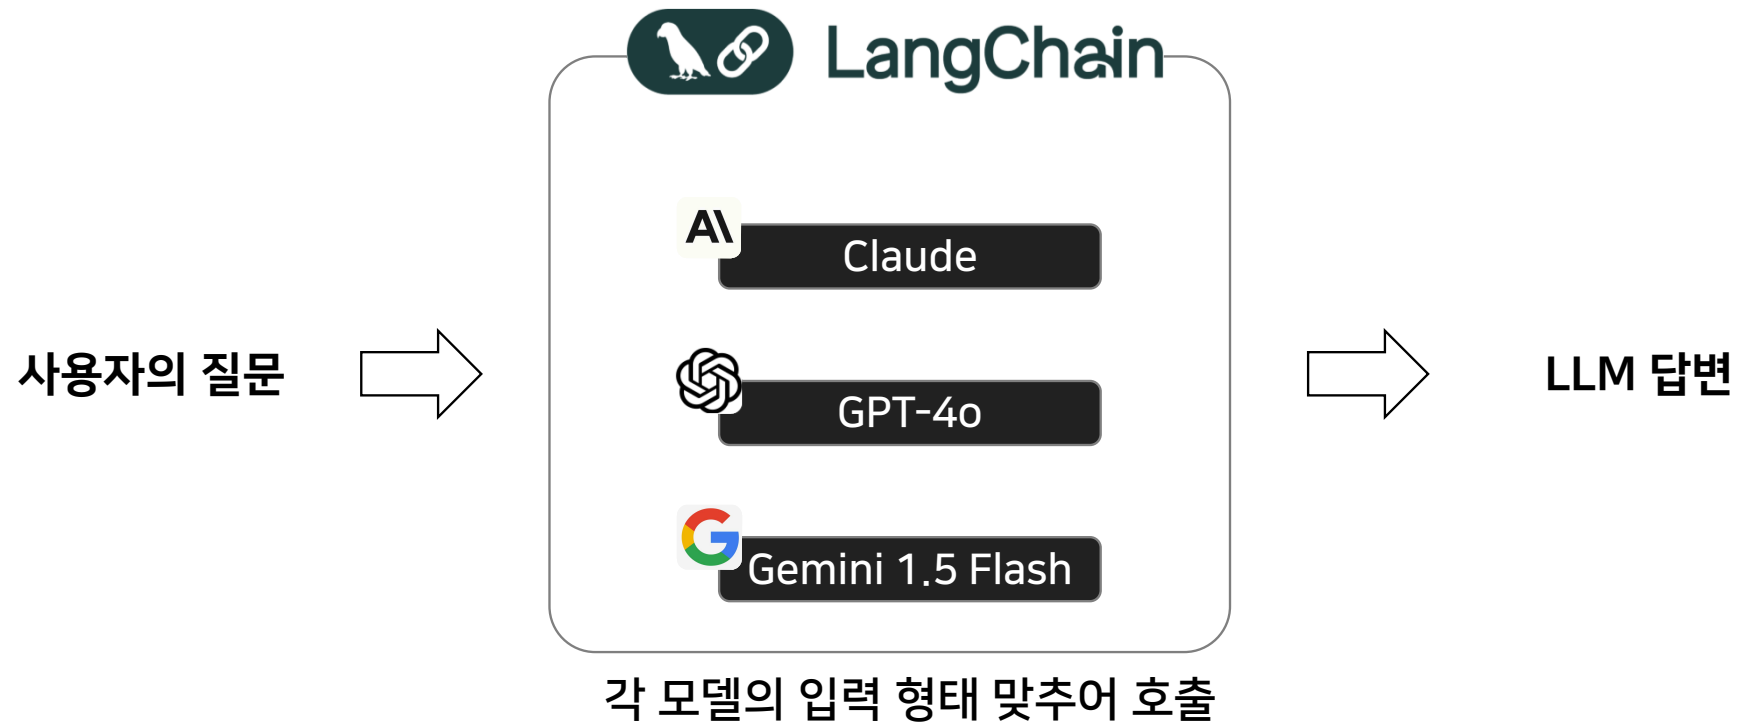 LangChain
Claude
사용자의 질문
GPT-4o
LLM 답변
Gemini 1.5 Flash
각 모델의 입력 형태 맞추어 호출